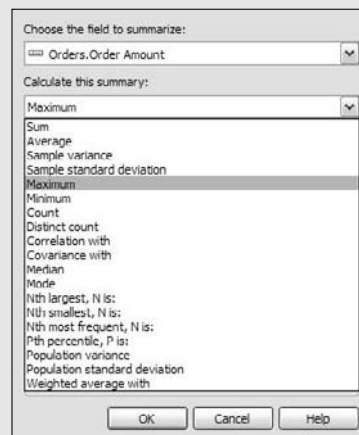 Choose the field to summarize:
Orders.Order Amount
Calculate this summary:
Maximum
Sum
Average
Sample variance
Sample standard deviation
Maximum
Minimum
Count
Distinct count
Correlation with
Covariance with
Median
Mode
Nth largest, N is:
Nth smallest, N is:
Nth most frequent, N is:
Pth percentile, P is:
Population variance
Population standard deviation
Weighted average with
OK Cancel Help